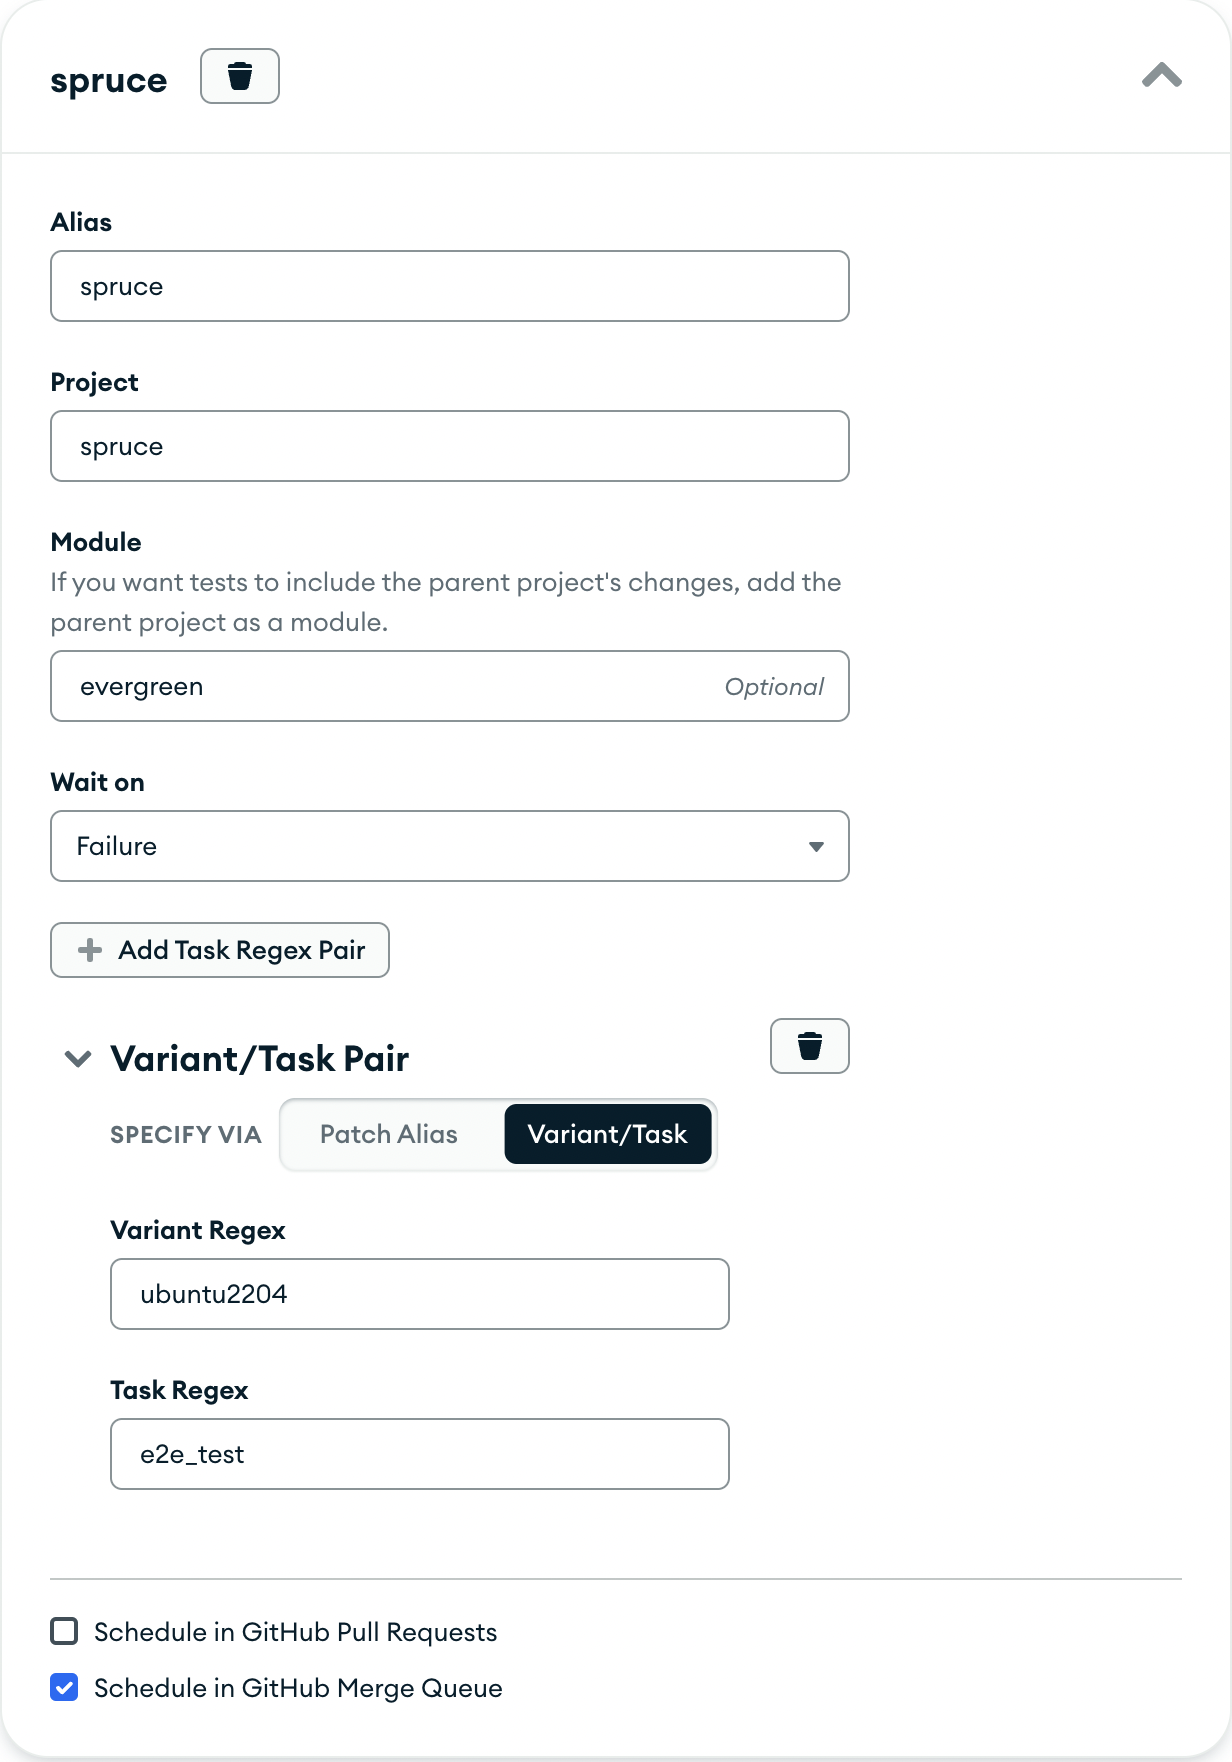 spruce
Alias
spruce
Project
spruce
Module
If you want tests to include the parent project's changes, add the
parent project as a module.
evergreen Optional
Wait on
Failure
Add Task Regex Pair
Variant/Task Pair
SPECIFY VIA Patch Alias Variant/Task
Variant Regex
ubuntu2204
Task Regex
e2e_test
Schedule in GitHub Pull Requests
Schedule in GitHub Merge Queue